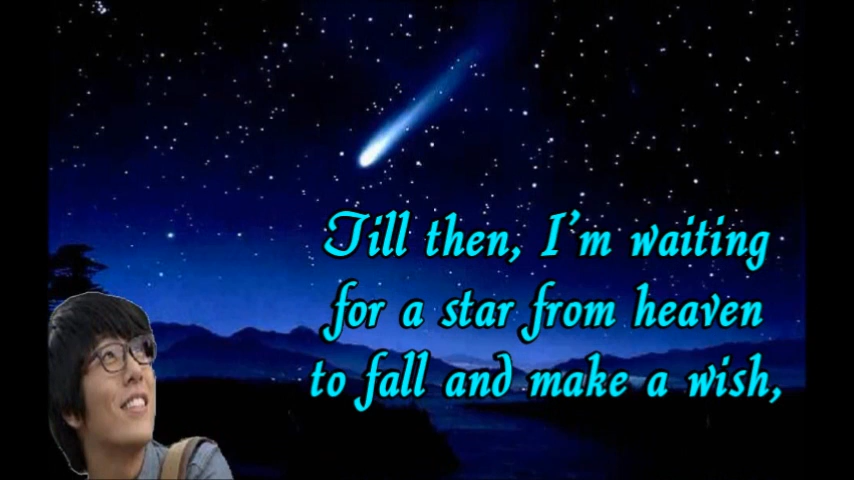 Till then, I'm waiting
for a star from heaven
to fall and make a wish,